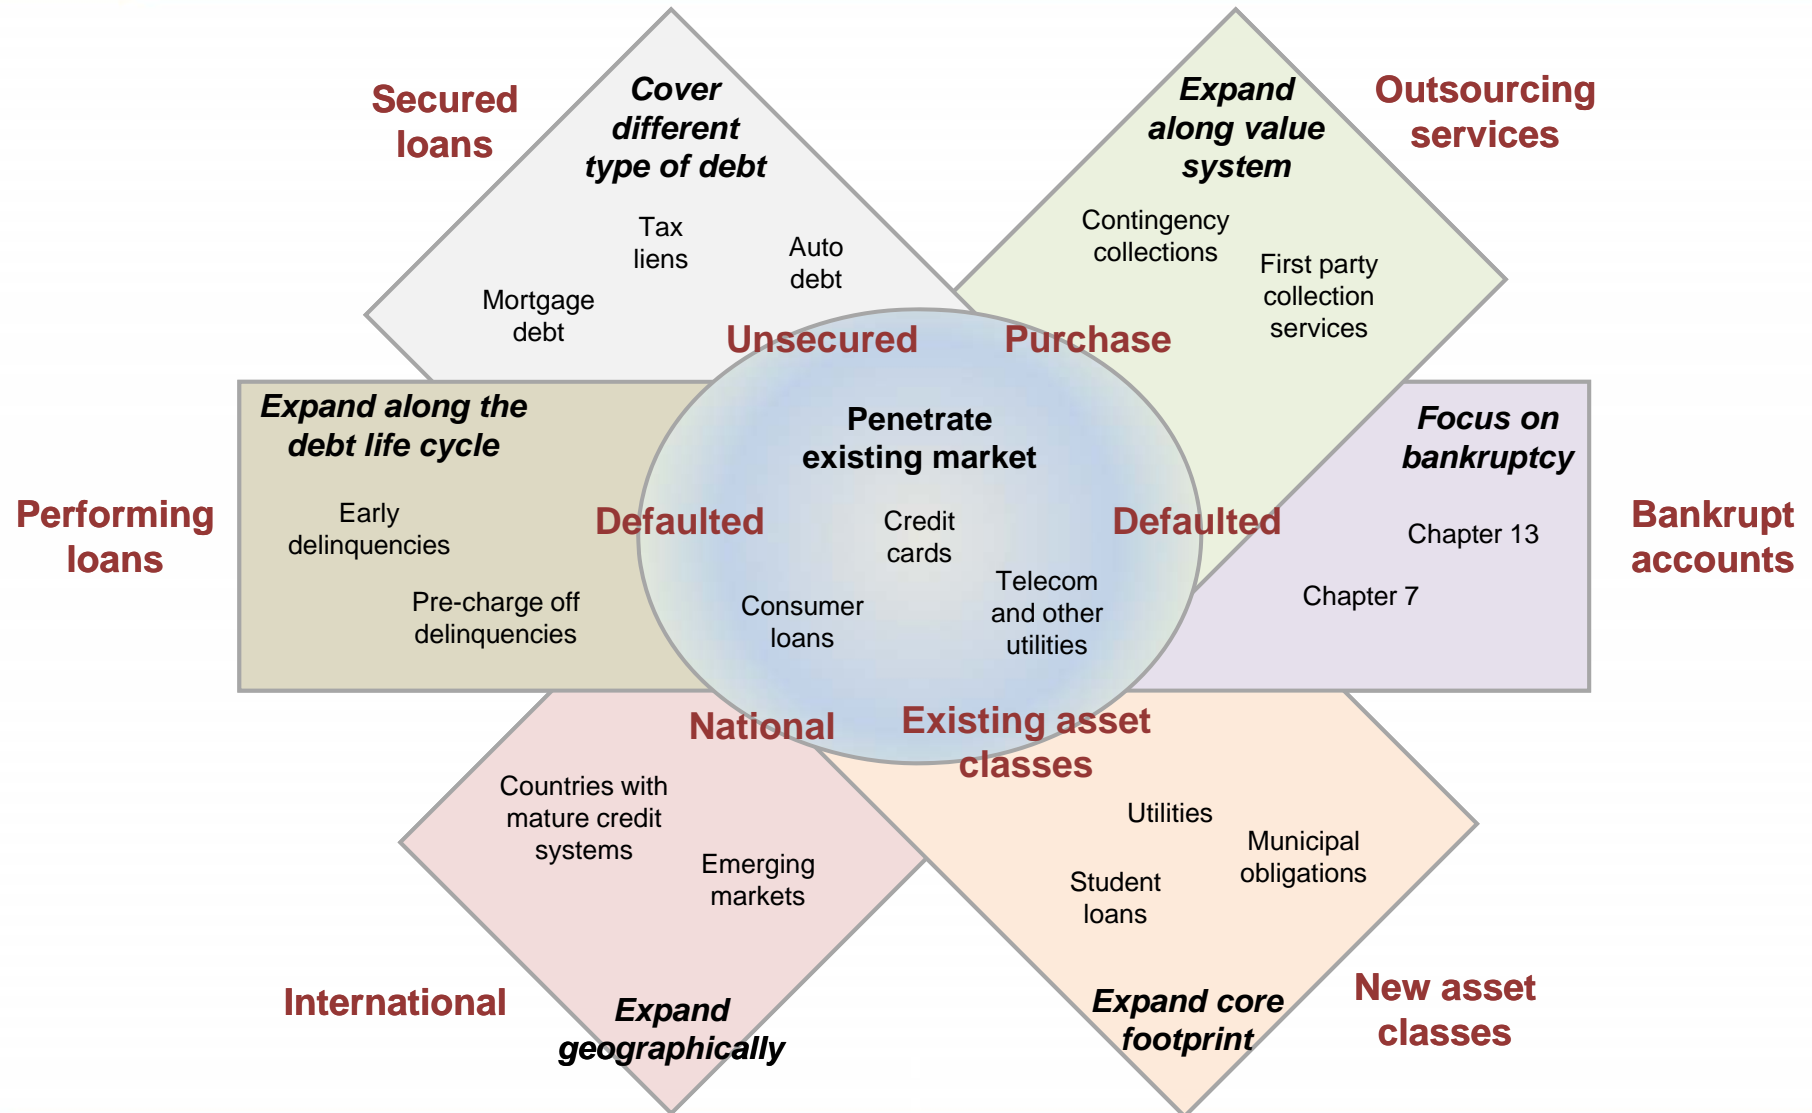 Secured
loans
Cover
different
type of debt
Tax
liens
Auto
debt
Mortgage
debt
Expand
along value
system
Outsourcing
services
Contingency
collections
First party
collection
services
Unsecured
Purchase
Expand along the
debt life cycle
Performing
loans
Early
delinquencies
Pre-charge off
delinquencies
Defaulted
Penetrate
existing market
Credit
cards
Consumer
loans
Telecom
and other
utilities
Defaulted
Focus on
bankruptcy
Chapter 13
Chapter 7
Bankrupt
accounts
National
Existing asset
classes
Countries with
mature credit
systems
Emerging
markets
International
Expand
geographically
Utilities
Municipal
obligations
Student
loans
Expand core
footprint
New asset
classes